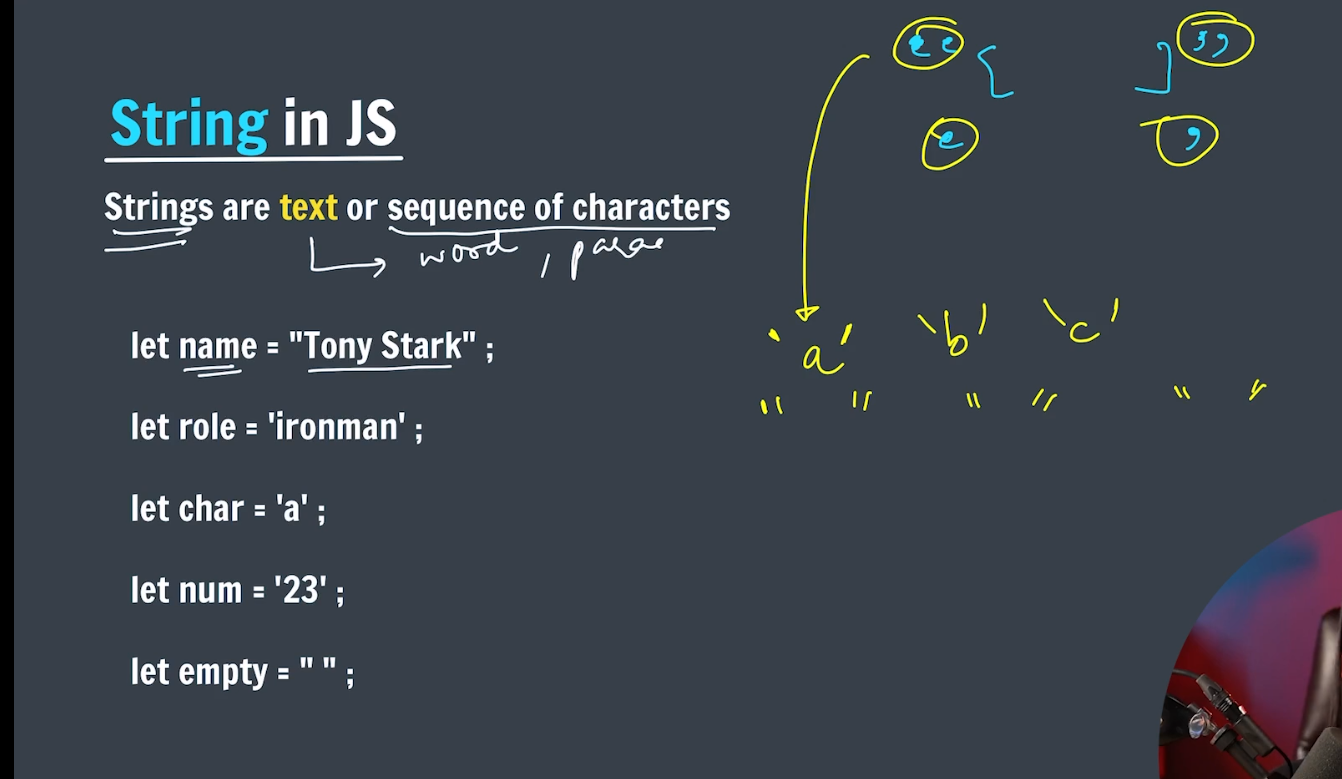 String in JS
Strings are text or sequence of characters
word, para
let name = "Tony Stark" ;
let role = 'ironman' ;
let char = 'a' ;
let num = '23' ;
let empty = " " ;
“ ”
‘ ’
'a' 'b' 'c'
" " " " " "